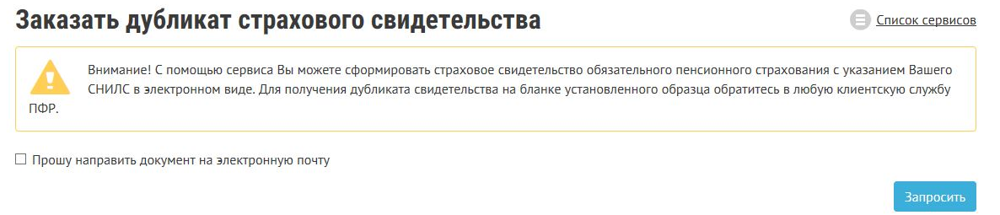 Заказать дубликат страхового свидетельства
Список сервисов
Внимание! С помощью сервиса Вы можете сформировать страховое свидетельство обязательного пенсионного страхования с указанием Вашего
СНИЛС в электронном виде. Для получения дубликата свидетельства на бланке установленного образца обратитесь в любую клиентскую службу
ПФР.
Прошу направить документ на электронную почту
Запросить